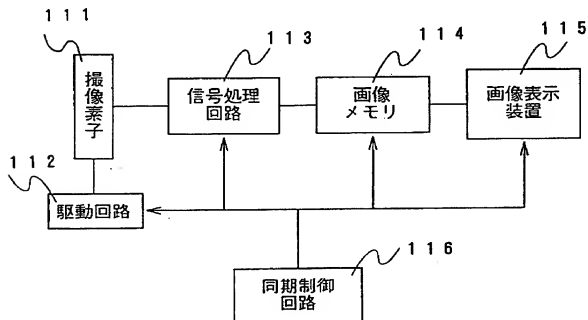 111
113
114
115
撮像素子
信号処理
回路
画像
メモリ
画像表示
装置
112
駆動回路
116
同期制御
回路